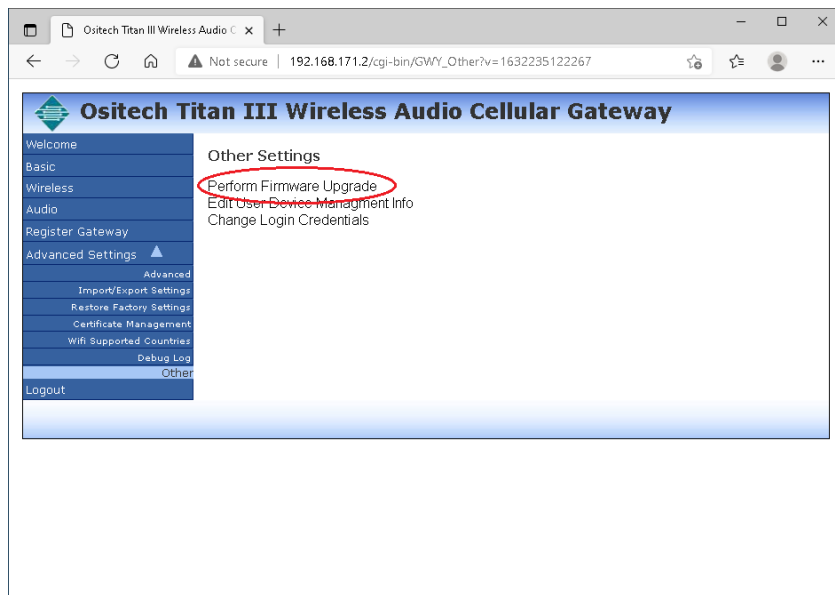 Ositech Titan III Wireless Audio C
Not secure | 192.168.171.2/cgi-bin/GWY_Other?v=1632235122267
Ositech Titan III Wireless Audio Cellular Gateway
Welcome
Basic
Wireless
Audio
Register Gateway
Advanced Settings
Advanced
Import/Export Settings
Restore Factory Settings
Certificate Management
Wifi Supported Countries
Debug Log
Other
Logout
Other Settings
Perform Firmware Upgrade
Edit User Device Managment Info
Change Login Credentials